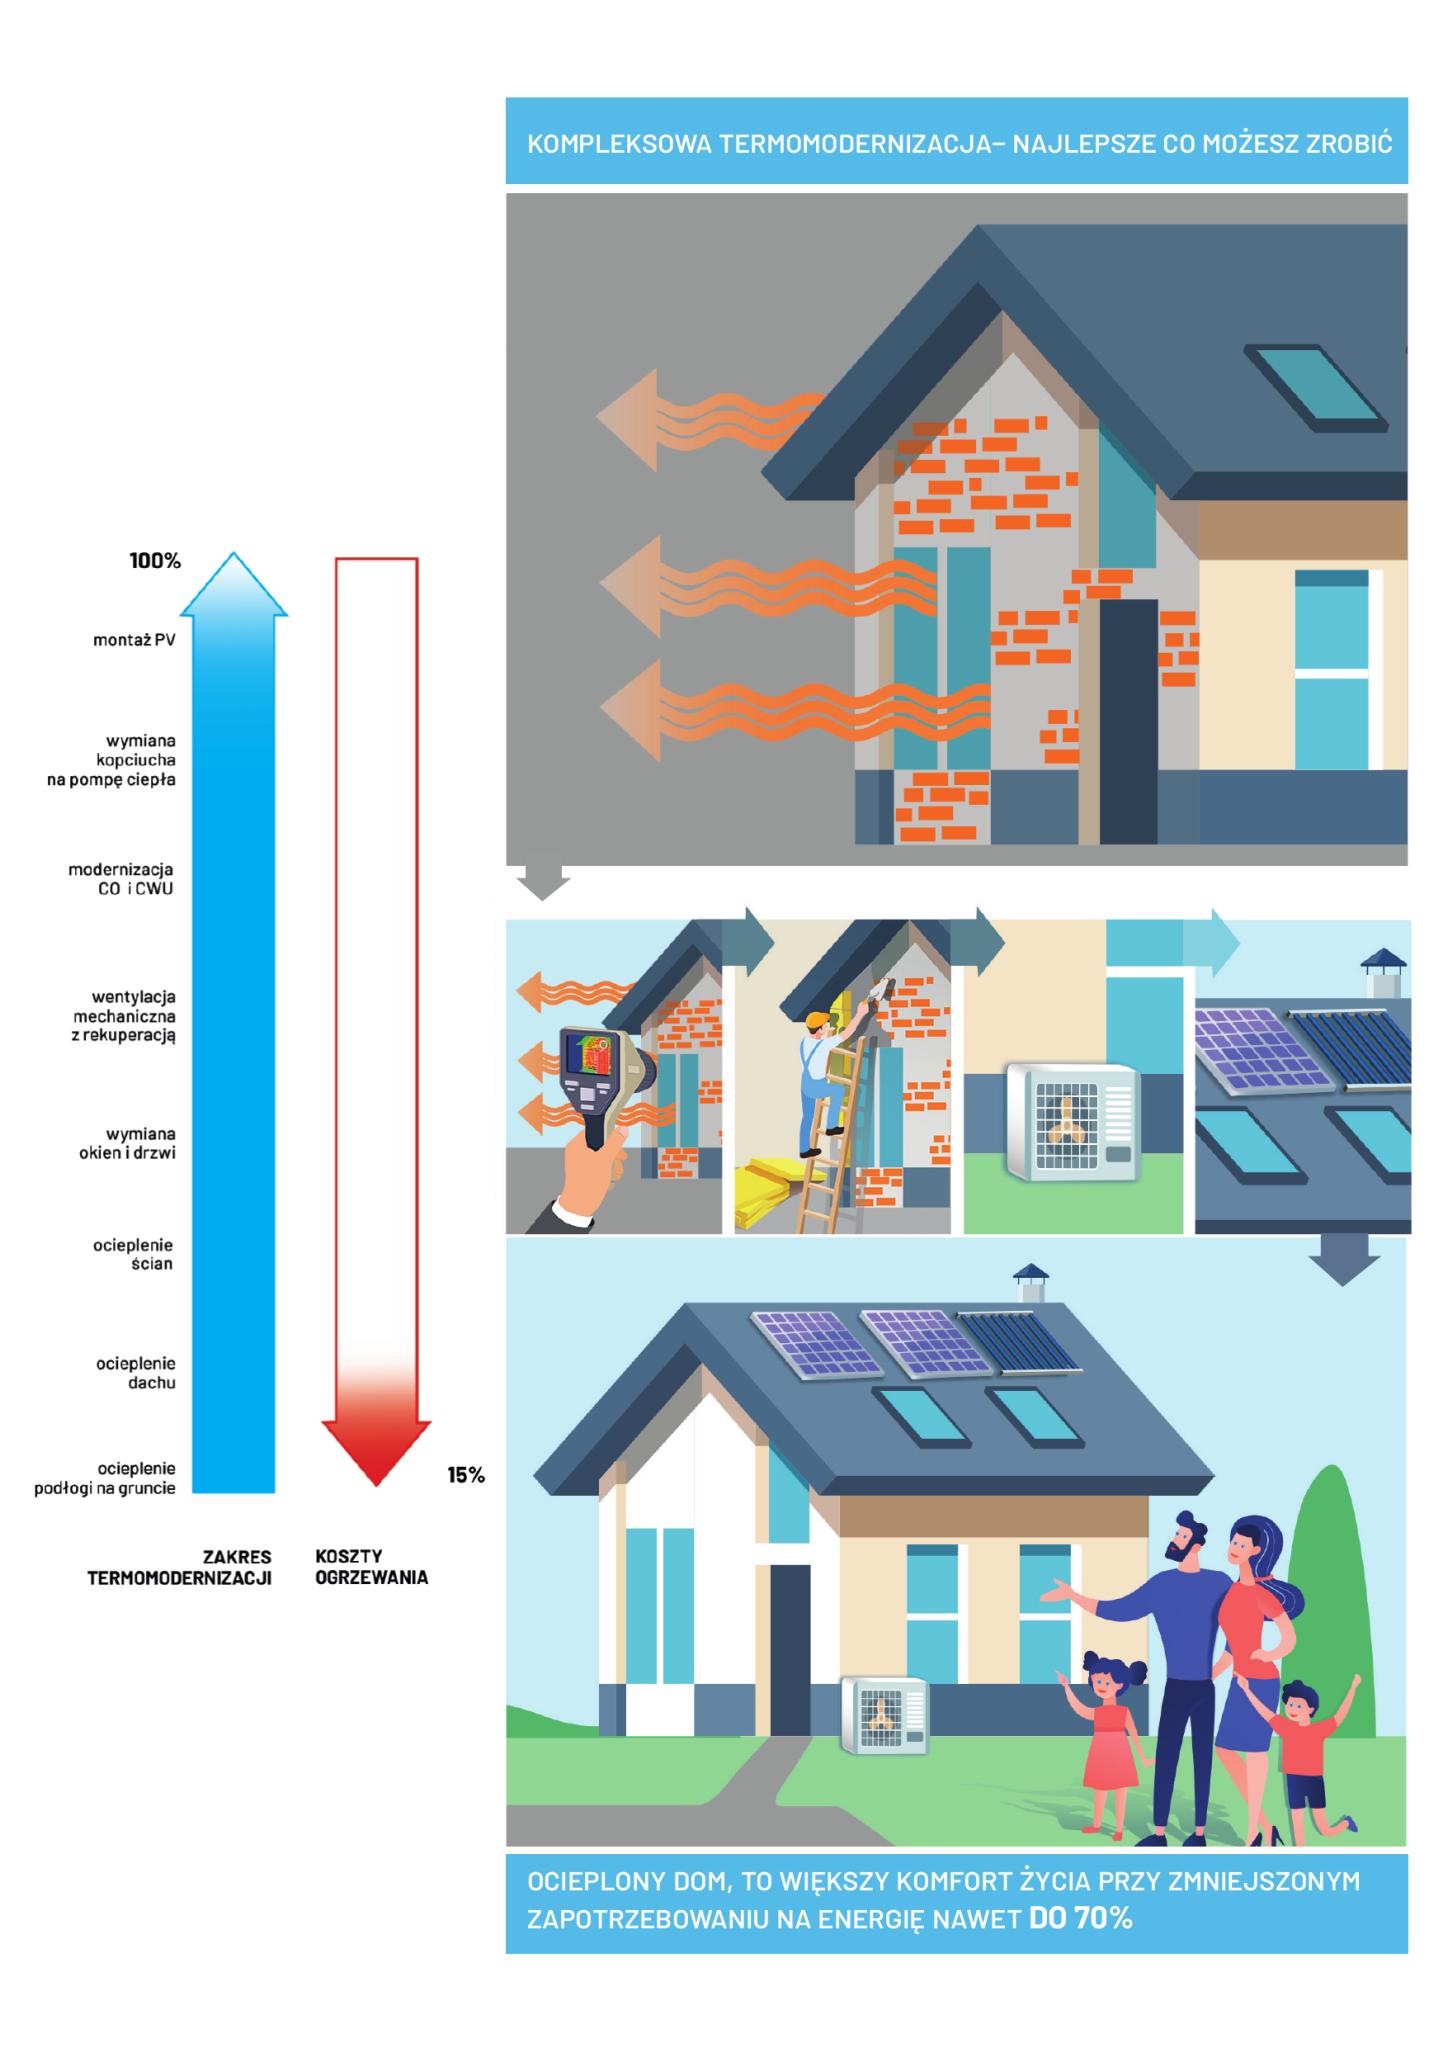 KOMPLEKSOWA TERMOMODERNIZACJA– NAJLEPSZE CO MOŻESZ ZROBIĆ
100%
montaż PV
wymiana
kopciucha
na pompę ciepła
modernizacja
CO i CWU
wentylacja
mechaniczna
z rekuperacją
wymiana
okien i drzwi
ocieplenie
ścian
ocieplenie
dachu
ocieplenie
podłogi na gruncie
15%
ZAKRES
TERMOMODERNIZACJI
KOSZTY
OGRZEWANIA
OCIEPLONY DOM, TO WIĘKSZY KOMFORT ŻYCIA PRZY ZMNIEJSZONYM
ZAPOTRZEBOWANIU NA ENERGIĘ NAWET DO 70%